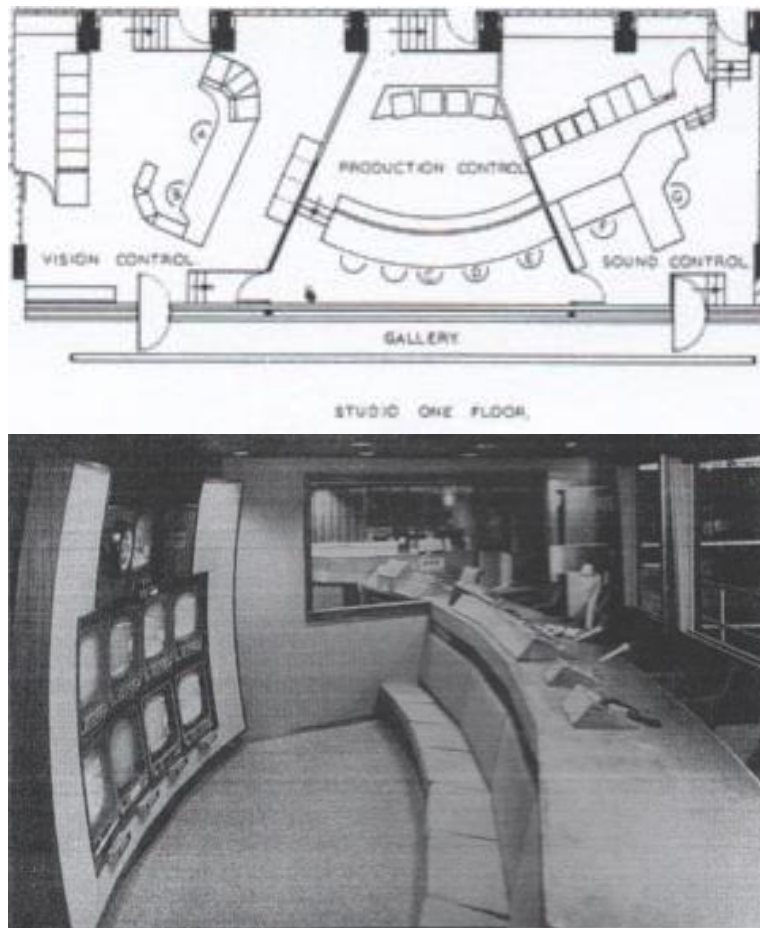 A
B
PRODUCTION CONTROL
G
F
VISION CONTROL
C
D
E
SOUND CONTROL
GALLERY
STUDIO ONE FLOOR.